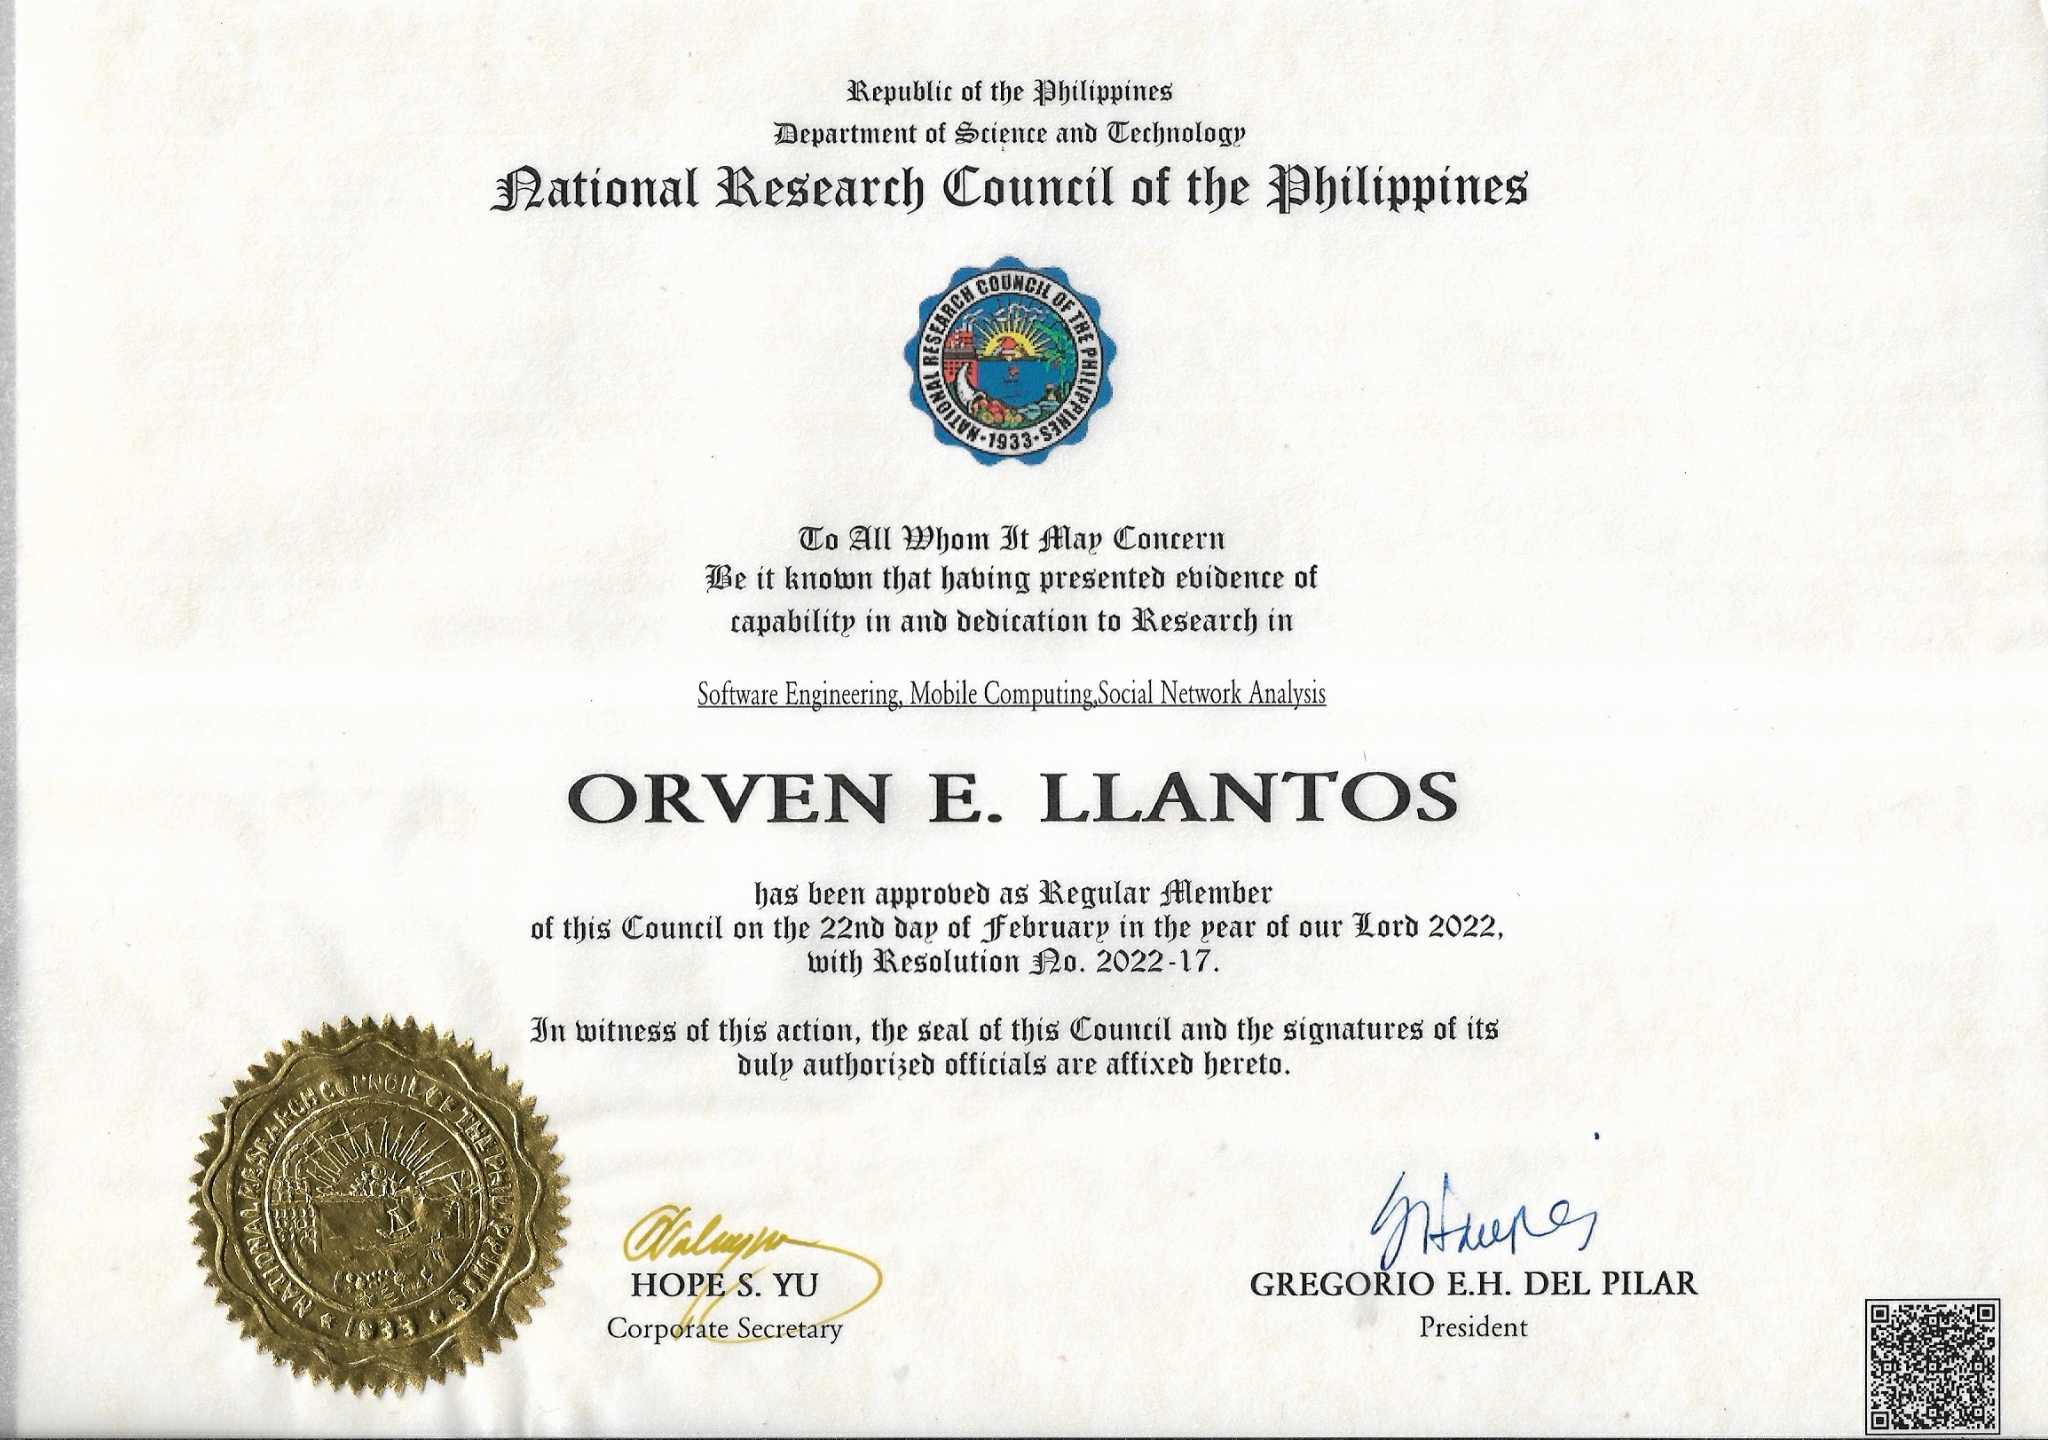 Republic of the Philippines
Department of Science and Technology
National Research Council of the Philippines
NATIONAL RESEARCH COUNCIL OF THE PHILIPPINES
·1933·
To All Whom It May Concern
Be it known that having presented evidence of
capability in and dedication to Research in
Software Engineering, Mobile Computing,Social Network Analysis
ORVEN E. LLANTOS
has been approved as Regular Member
of this Council on the 22nd day of February in the year of our Lord 2022,
with Resolution No. 2022-17.
In witness of this action, the seal of this Council and the signatures of its
duly authorized officials are affixed hereto.
NATIONAL RESEARCH COUNCIL OF THE PHILIPPINES
★ 1933 ★
HOPE S. YU
Corporate Secretary
GREGORIO E.H. DEL PILAR
President